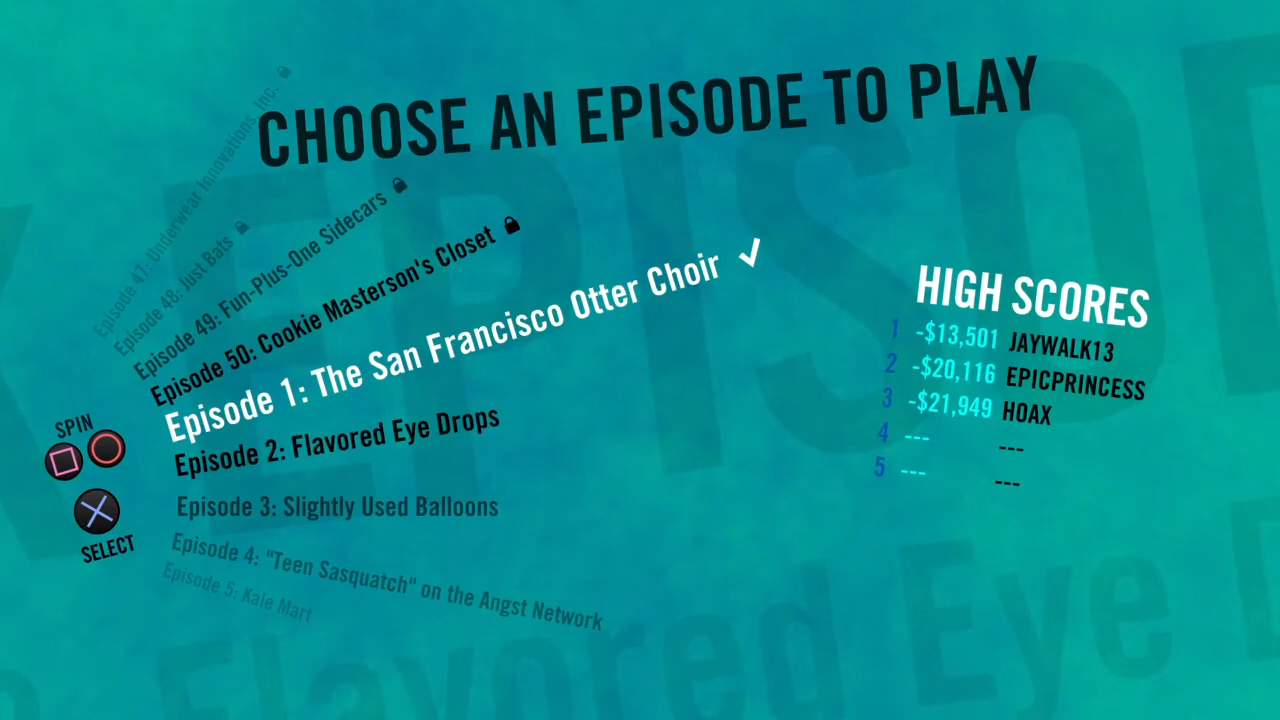 CHOOSE AN EPISODE TO PLAY
Episode 47: Underwear Innovations Inc.
Episode 48: Just Bats
Episode 49: Fun-Plus-One Sidecars
Episode 50: Cookie Masterson's Closet
Episode 1: The San Francisco Otter Choir
Episode 2: Flavored Eye Drops
Episode 3: Slightly Used Balloons
Episode 4: "Teen Sasquatch" on the Angst Network
Episode 5: Kale Mart
SPIN
SELECT
HIGH SCORES
1 -$13,501 JAYWALK13
2 -$20,116 EPICPRINCESS
3 -$21,949 HOAX
4 --- ---
5 --- ---
EPISOD
Flavored Eye D